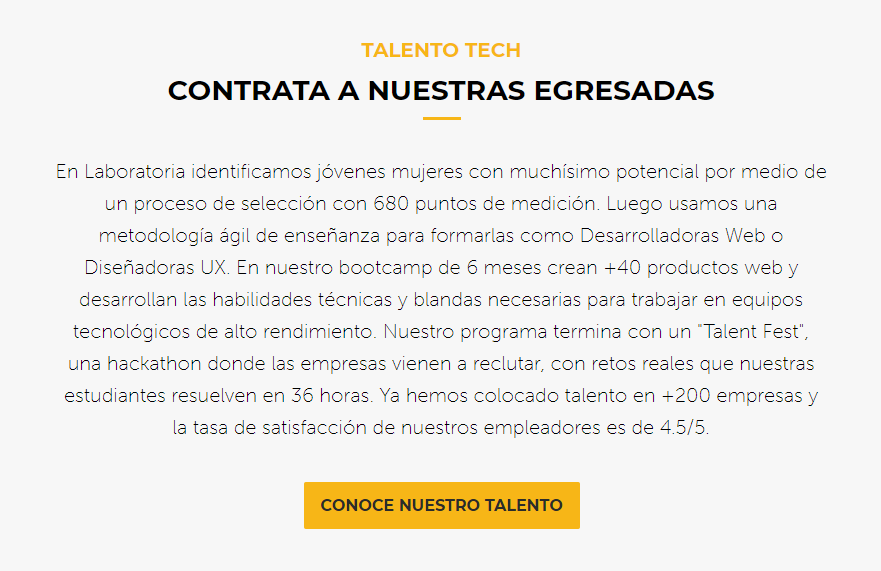 TALENTO TECH
CONTRATA A NUESTRAS EGRESADAS
En Laboratoria identificamos jóvenes mujeres con muchísimo potencial por medio de
un proceso de selección con 680 puntos de medición. Luego usamos una
metodología ágil de enseñanza para formarlas como Desarrolladoras Web o
Diseñadoras UX. En nuestro bootcamp de 6 meses crean +40 productos web y
desarrollan las habilidades técnicas y blandas necesarias para trabajar en equipos
tecnológicos de alto rendimiento. Nuestro programa termina con un "Talent Fest",
una hackathon donde las empresas vienen a reclutar, con retos reales que nuestras
estudiantes resuelven en 36 horas. Ya hemos colocado talento en +200 empresas y
la tasa de satisfacción de nuestros empleadores es de 4.5/5.
CONOCE NUESTRO TALENTO